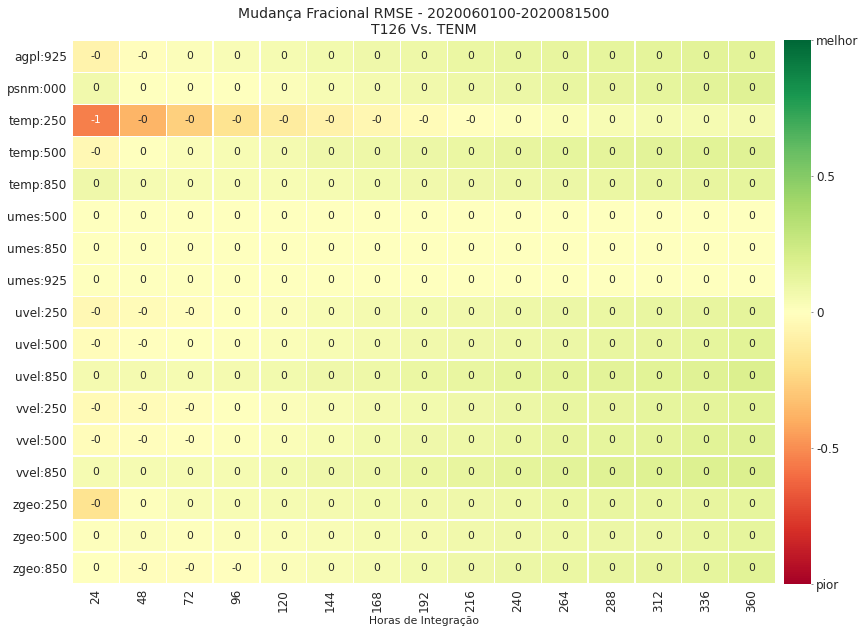 Mudança Fracional RMSE - 2020060100-2020081500
T126 Vs. TENM
agpl:925 -0 -0 0 0 0 0 0 0 0 0 0 0 0 0 0
psnm:000 0 0 0 0 0 0 0 0 0 0 0 0 0 0 0
temp:250 -1 -0 -0 -0 -0 -0 -0 -0 -0 0 0 0 0 0 0
temp:500 -0 0 0 0 0 0 0 0 0 0 0 0 0 0 0
temp:850 0 0 0 0 0 0 0 0 0 0 0 0 0 0 0
umes:500 0 0 0 0 0 0 0 0 0 0 0 0 0 0 0
umes:850 0 0 0 0 0 0 0 0 0 0 0 0 0 0 0
umes:925 0 0 0 0 0 0 0 0 0 0 0 0 0 0 0
uvel:250 -0 -0 -0 0 0 0 0 0 0 0 0 0 0 0 0
uvel:500 -0 -0 0 0 0 0 0 0 0 0 0 0 0 0 0
uvel:850 0 0 0 0 0 0 0 0 0 0 0 0 0 0 0
vvel:250 -0 -0 -0 0 0 0 0 0 0 0 0 0 0 0 0
vvel:500 -0 -0 -0 0 0 0 0 0 0 0 0 0 0 0 0
vvel:850 0 0 0 0 0 0 0 0 0 0 0 0 0 0 0
zgeo:250 -0 0 0 0 0 0 0 0 0 0 0 0 0 0 0
zgeo:500 0 0 0 0 0 0 0 0 0 0 0 0 0 0 0
zgeo:850 0 -0 -0 -0 0 0 0 0 0 0 0 0 0 0 0
24 48 72 96 120 144 168 192 216 240 264 288 312 336 360
Horas de Integração
melhor
0.5
0
-0.5
pior